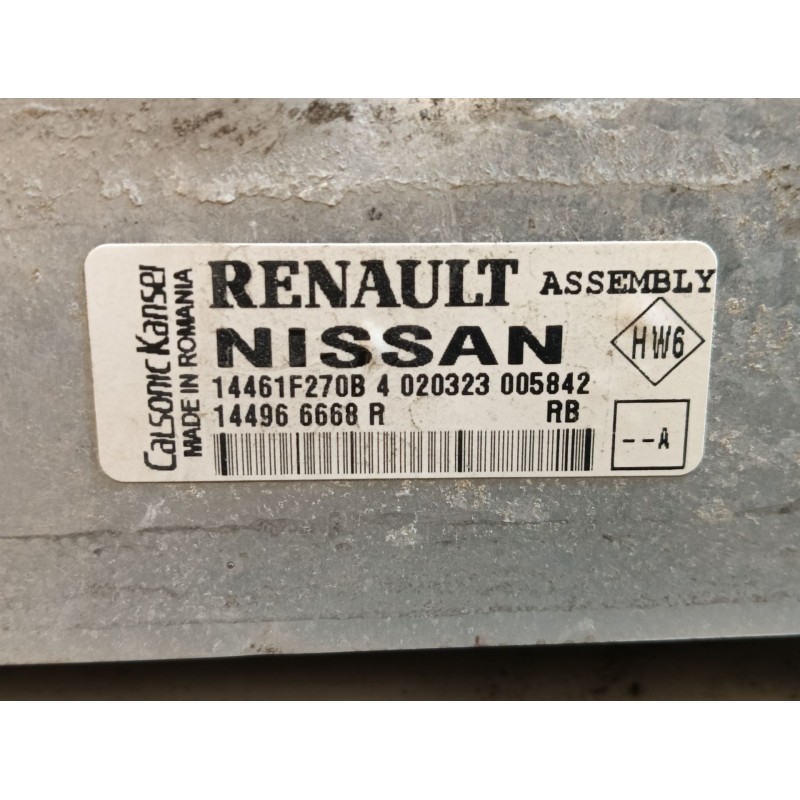 Calsonic Kansei
MADE IN ROMANIA
RENAULT ASSEMBLY
NISSAN
HW6
14461F270B 4 020323 005842
14496 6668 R RB
--A